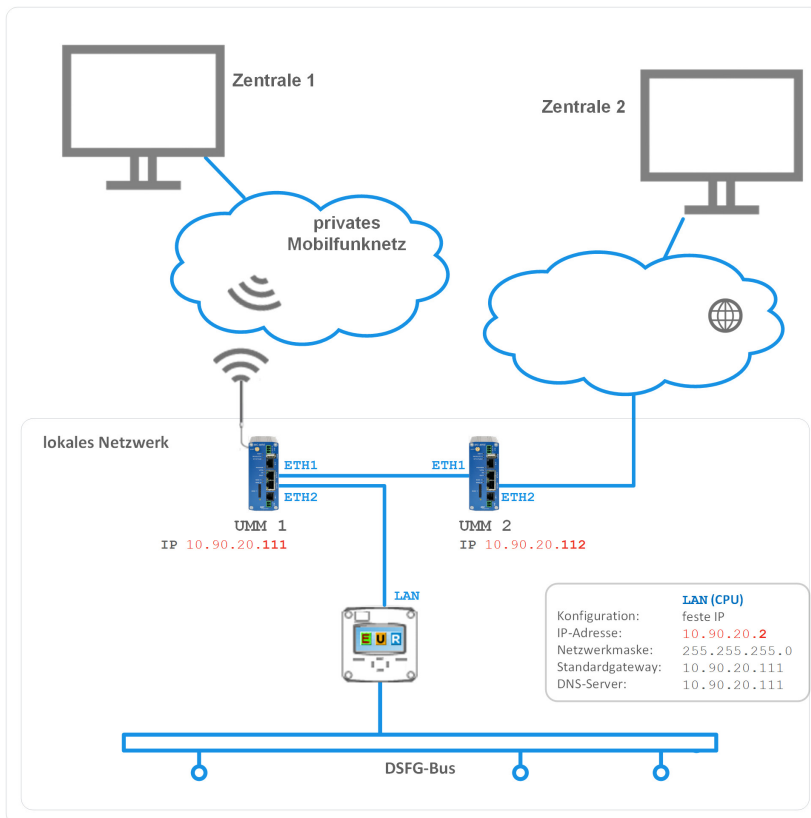 Zentrale 1
Zentrale 2
privates
Mobilfunknetz
lokales Netzwerk
ETH1
ETH1
ETH2
ETH2
UMM 1
UMM 2
IP 10.90.20.111
IP 10.90.20.112
LAN
EUR
LAN (CPU)
Konfiguration: feste IP
IP-Adresse: 10.90.20.2
Netzwerkmaske: 255.255.255.0
Standardgateway: 10.90.20.111
DNS-Server: 10.90.20.111
DSFG-Bus